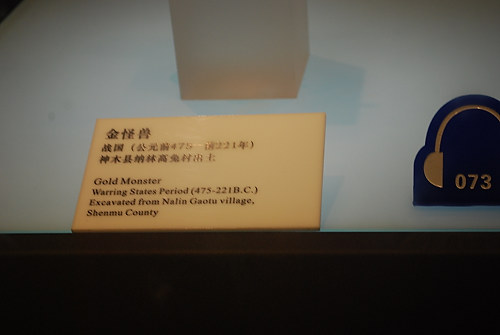 金怪兽
战国（公元前475—前221年）
神木县纳林高兔村出土
Gold Monster
Warring States Period (475-221B.C.)
Excavated from Nalin Gaotu village,
Shenmu County
073